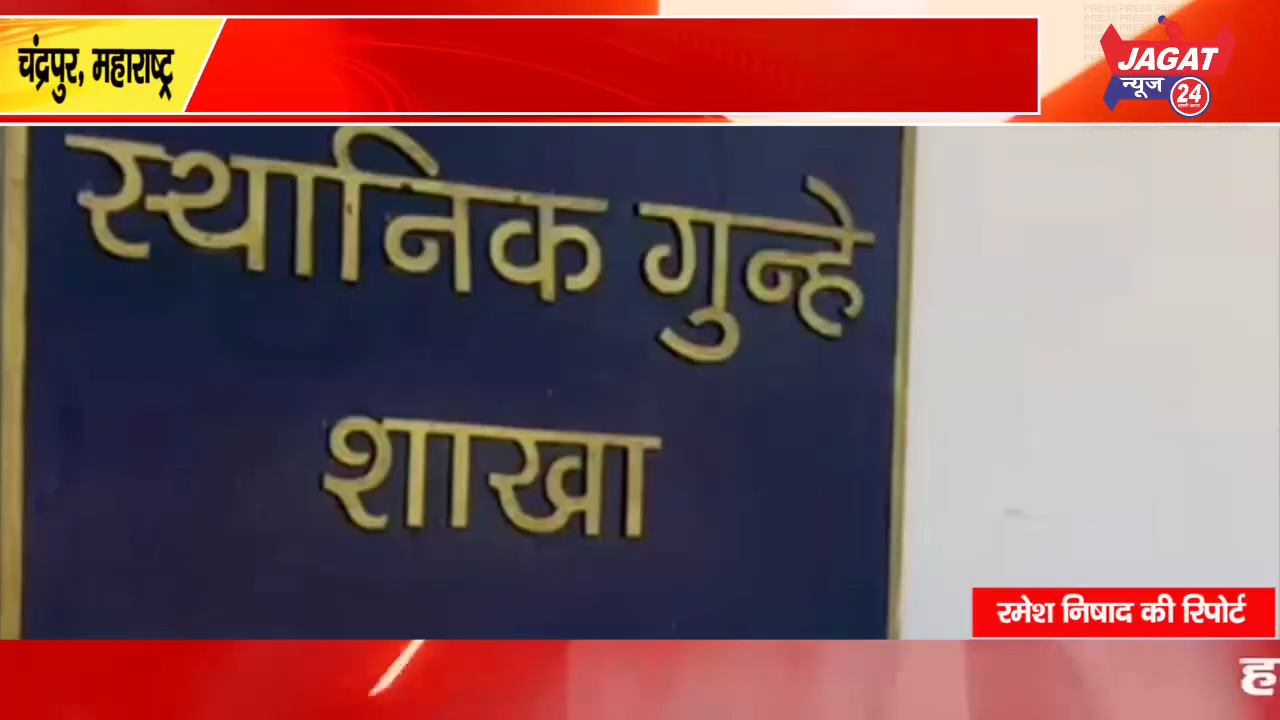 चंद्रपुर, महाराष्ट्र
JAGAT
न्यूज 24
स्थानिक गुन्हे
शाखा
रमेश निषाद की रिपोर्ट
ह